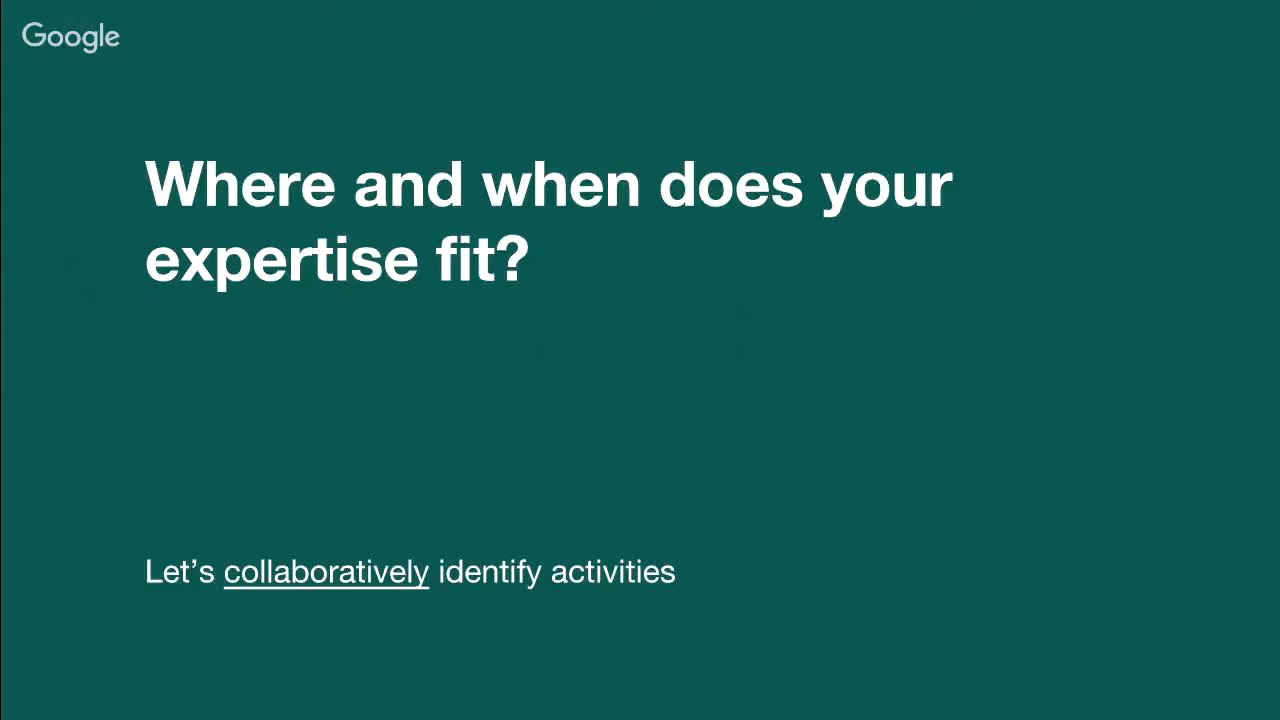 Google
Where and when does your
expertise fit?
Let’s collaboratively identify activities